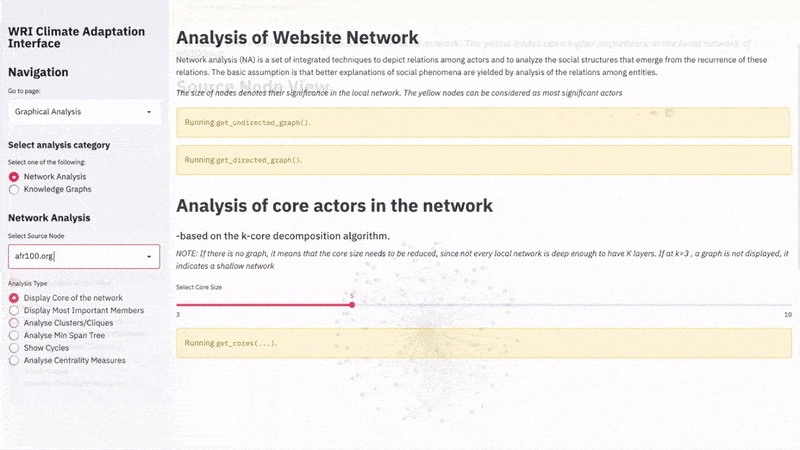 WRI Climate Adaptation
Interface
Navigation
Go to page:
Graphical Analysis
Select analysis category
Select one of the following:
Network Analysis
Knowledge Graphs
Network Analysis
Select Source Node
afr100.org
Analysis Type
Display Core of the network
Display Most Important Members
Analyse Clusters/Cliques
Analyse Min Span Tree
Show Cycles
Analyse Centrality Measures
Analysis of Website Network
Network analysis (NA) is a set of integrated techniques to depict relations among actors and to analyze the social structures that emerge from the recurrence of these
relations. The basic assumption is that better explanations of social phenomena are yielded by analysis of the relations among entities.
Source Node View
The size of nodes denotes their significance in the local network. The yellow nodes can be considered as most significant actors
Running get_undirected_graph().
Running get_directed_graph().
Analysis of core actors in the network
-based on the k-core decomposition algorithm.
NOTE: If there is no graph, it means that the core size needs to be reduced, since not every local network is deep enough to have K layers. If at k=3 , a graph is not displayed, it
indicates a shallow network
Select Core Size
5
3
10
Running get_cores(...).